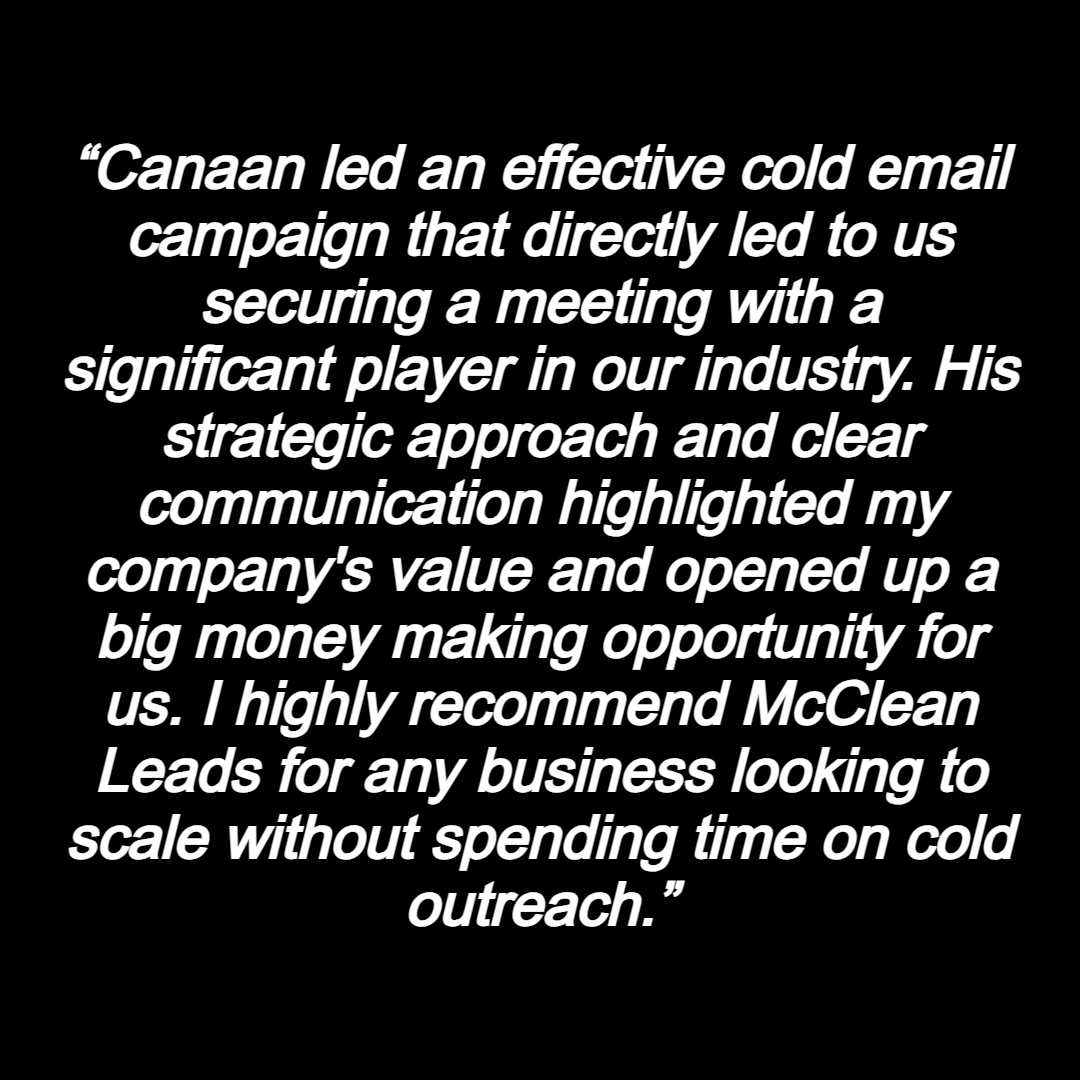 “Canaan led an effective cold email
campaign that directly led to us
securing a meeting with a
significant player in our industry. His
strategic approach and clear
communication highlighted my
company's value and opened up a
big money making opportunity for
us. I highly recommend McClean
Leads for any business looking to
scale without spending time on cold
outreach.”